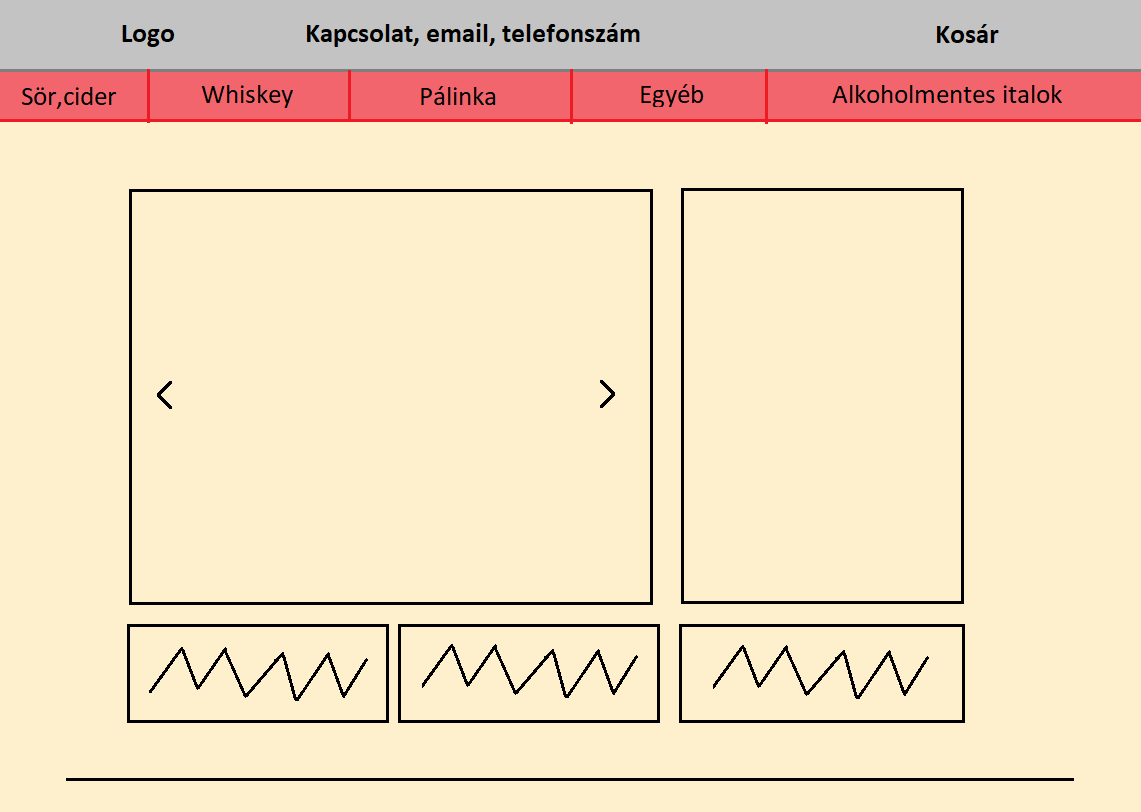 Logo
Kapcsolat, email, telefonszám
Kosár
Sör,cider
Whiskey
Pálinka
Egyéb
Alkoholmentes italok